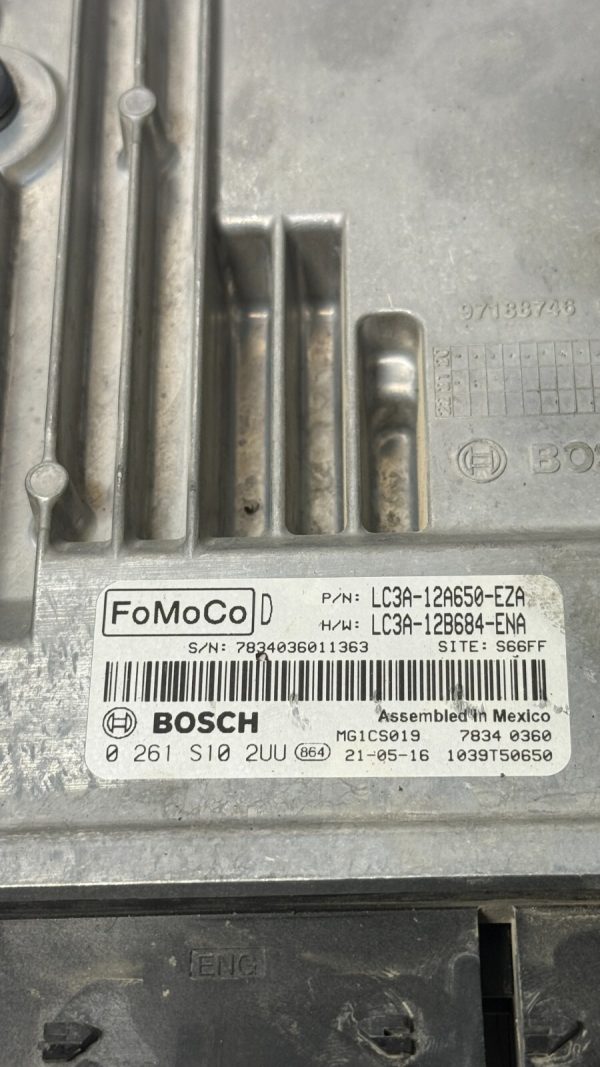 97188746
BOS
FoMoCo D
P/N: LC3A-12A650-EZA
H/W: LC3A-12B684-ENA
S/N: 7834036011363 SITE: S66FF
BOSCH
Assembled in Mexico
MG1CS019 7834 0360
0 261 S10 2UU 864 21-05-16 1039T50650
ENG